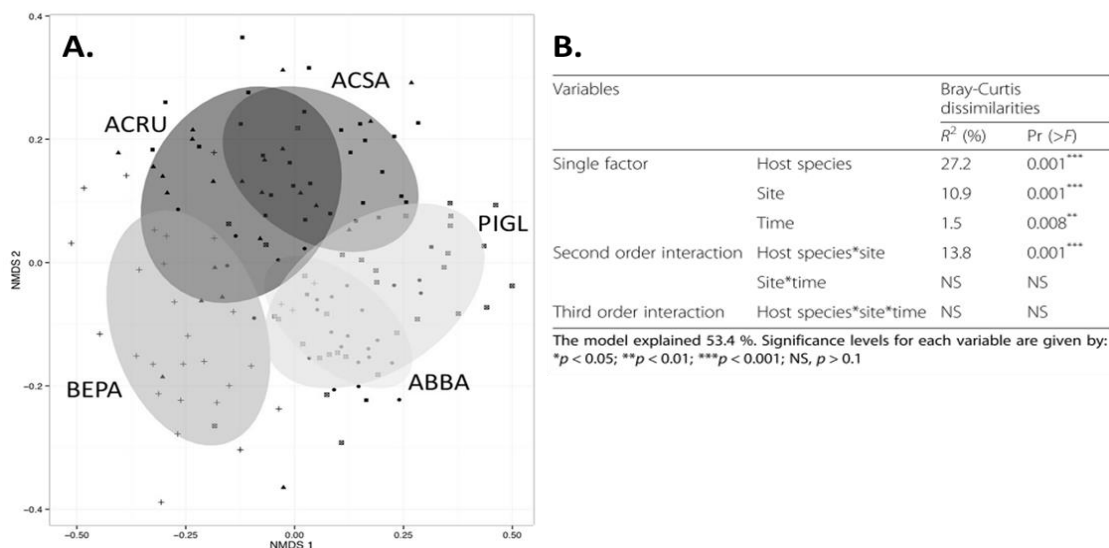 A.
0.4
0.2
0.0
-0.2
-0.4
NMDS 2
-0.50
-0.25
0.00
0.25
0.50
NMDS 1
ACSA
ACRU
PIGL
BEPA
ABBA
B.
Variables Bray-Curtis
dissimilarities
R² (%) Pr (>F)
Single factor Host species 27.2 0.001***
Site 10.9 0.001***
Time 1.5 0.008**
Second order interaction Host species*site 13.8 0.001***
Site*time NS NS
Third order interaction Host species*site*time NS NS
The model explained 53.4 %. Significance levels for each variable are given by:
*p < 0.05; **p < 0.01; ***p < 0.001; NS, p > 0.1